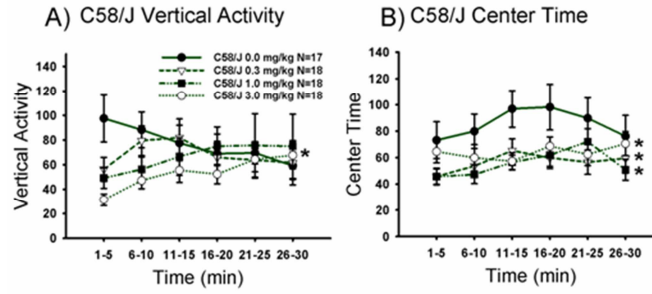 A) C58/J Vertical Activity
C58/J 0.0 mg/kg N=17
C58/J 0.3 mg/kg N=18
C58/J 1.0 mg/kg N=18
C58/J 3.0 mg/kg N=18
Vertical Activity
140
120
100
80
60
40
20
0
*
1-5 6-10 11-15 16-20 21-25 26-30
Time (min)
B) C58/J Center Time
Center Time
140
120
100
80
60
40
20
0
*
*
*
1-5 6-10 11-15 16-20 21-25 26-30
Time (min)